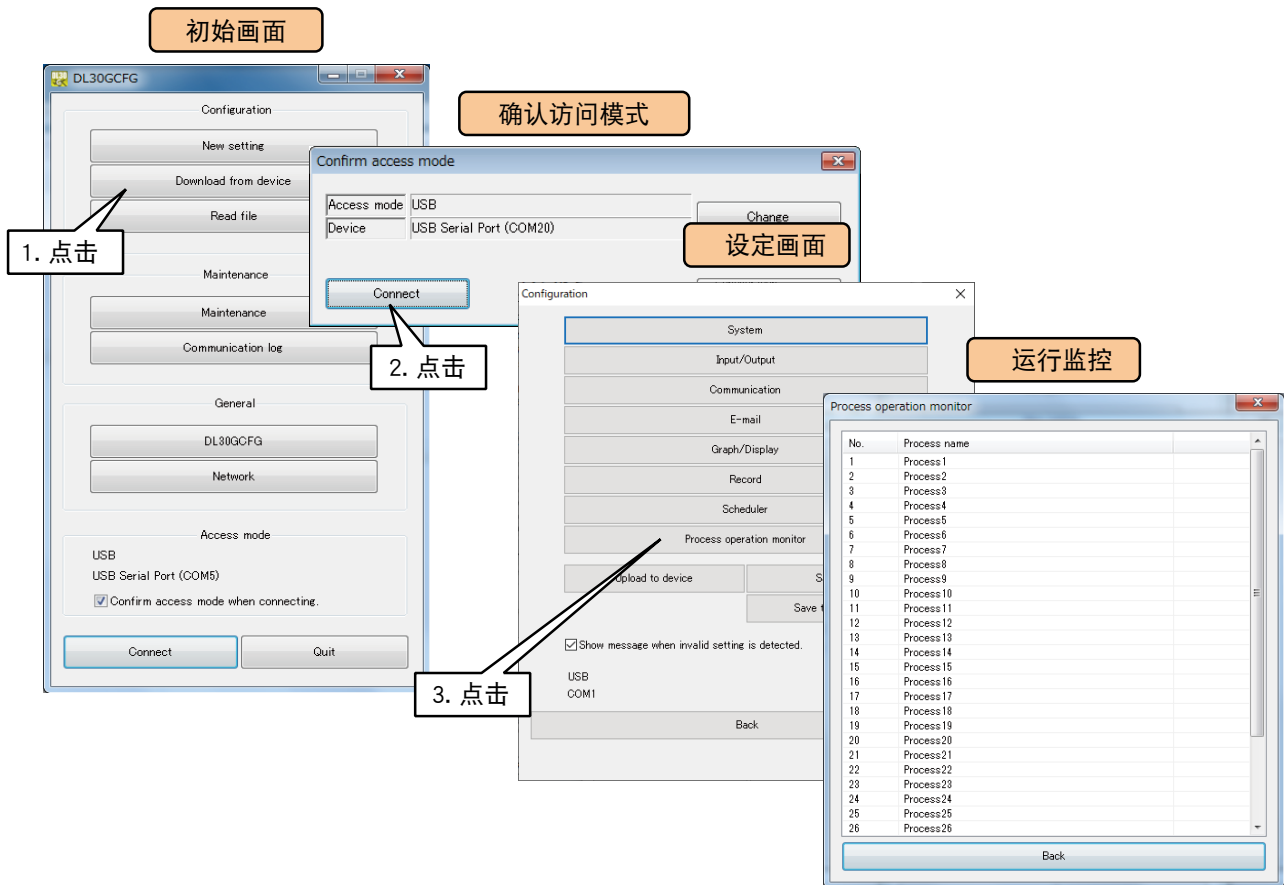 初始画面
DL30GCFG
Configuration
New setting
Download from device
Read file
1. 点击
Maintenance
Maintenance
Communication log
General
DL30GCFG
Network
Access mode
USB
USB Serial Port (COM5)
Confirm access mode when connecting.
Connect
Quit
确认访问模式
Confirm access mode
Access mode USB
Device USB Serial Port (COM20)
Change
Connect
2. 点击
设定画面
Configuration
System
Input/Output
Communication
E-mail
Graph/Display
Record
Scheduler
Process operation monitor
Upload to device
S
Save t
Show message when invalid setting is detected.
3. 点击
USB
COM1
Back
运行监控
Process operation monitor
No. Process name
1 Process1
2 Process2
3 Process3
4 Process4
5 Process5
6 Process6
7 Process7
8 Process8
9 Process9
10 Process10
11 Process11
12 Process12
13 Process13
14 Process14
15 Process15
16 Process16
17 Process17
18 Process18
19 Process19
20 Process20
21 Process21
22 Process22
23 Process23
24 Process24
25 Process25
26 Process26
Back